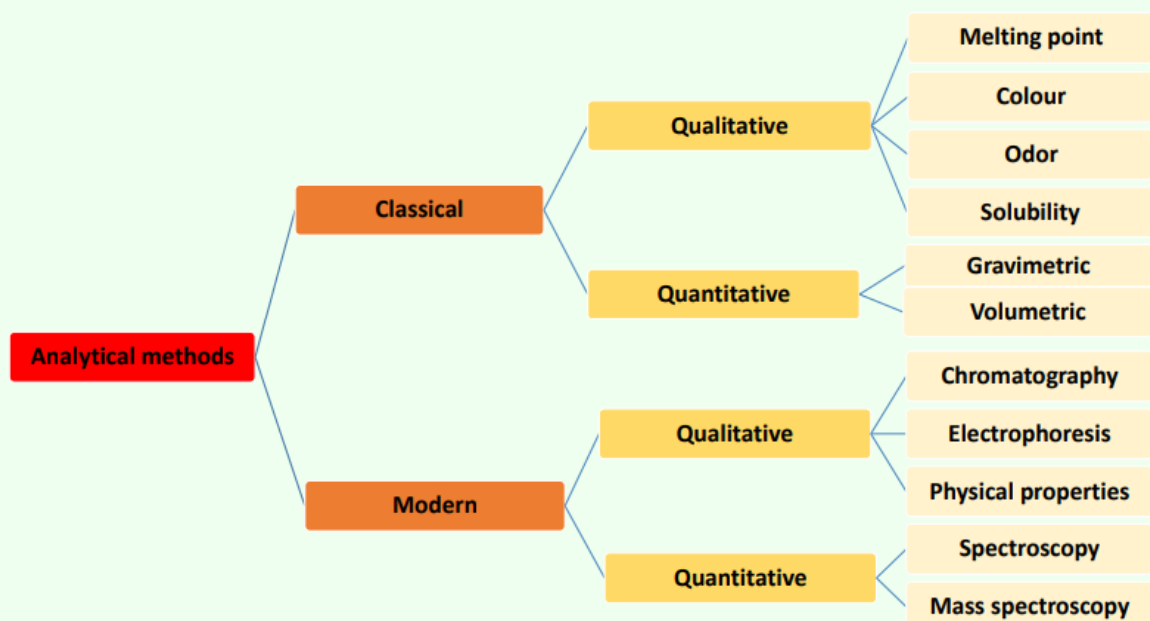 Melting point
Colour
Qualitative
Odor
Classical
Solubility
Gravimetric
Quantitative
Volumetric
Analytical methods
Chromatography
Qualitative
Electrophoresis
Modern
Physical properties
Spectroscopy
Quantitative
Mass spectroscopy